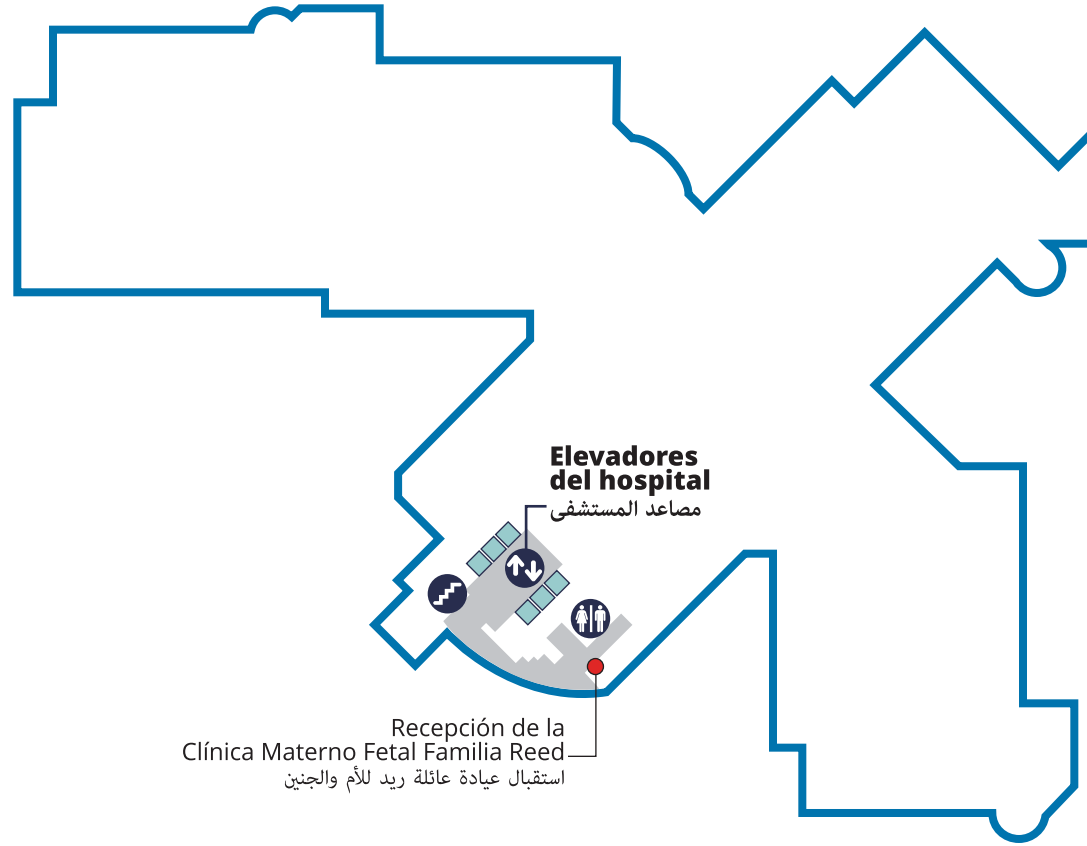 Elevadores
del hospital
مصاعد المستشفى
Recepción de la
Clínica Materno Fetal Familia Reed
استقبال عيادة عائلة ريد للأم والجنين